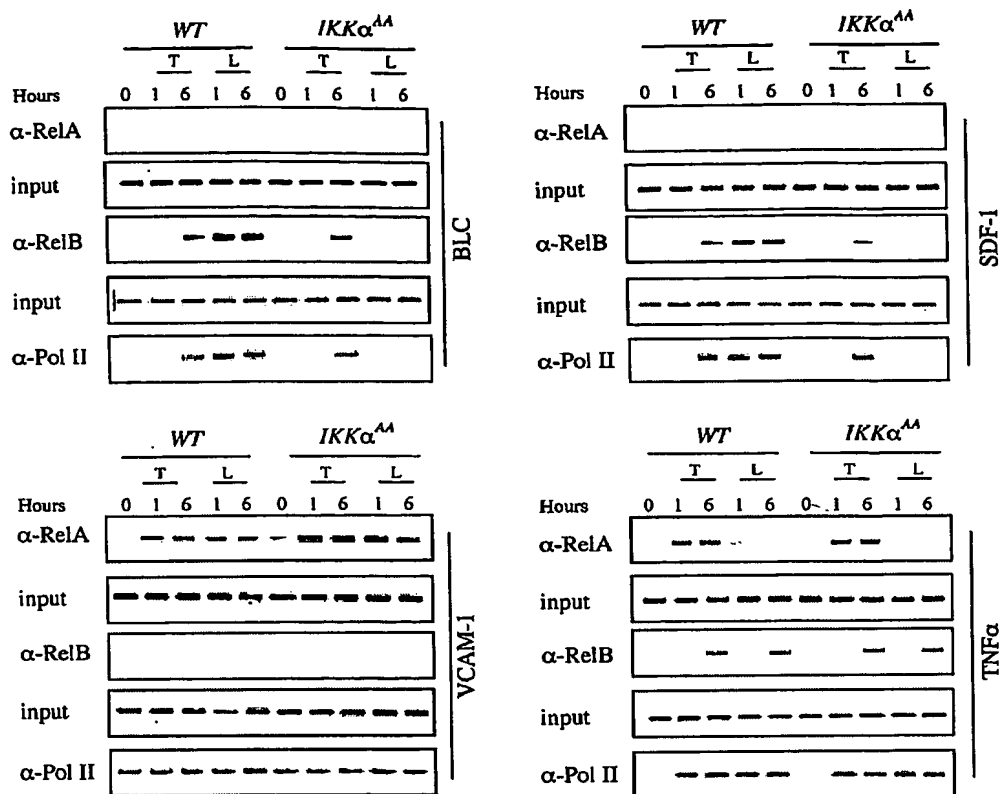 WT IKKα^AA
T L T L
Hours 0 1 6 1 6 0 1 6 1 6
α-RelA
input
α-RelB
input
α-Pol II
BLC
WT IKKα^AA
T L T L
Hours 0 1 6 1 6 0 1 6 1 6
α-RelA
input
α-RelB
input
α-Pol II
SDF-1
WT IKKα^AA
T L T L
Hours 0 1 6 1 6 0 1 6 1 6
α-RelA
input
α-RelB
input
α-Pol II
VCAM-1
WT IKKα^AA
T L T L
Hours 0 1 6 1 6 0 1 6 1 6
α-RelA
input
α-RelB
input
α-Pol II
TNFα